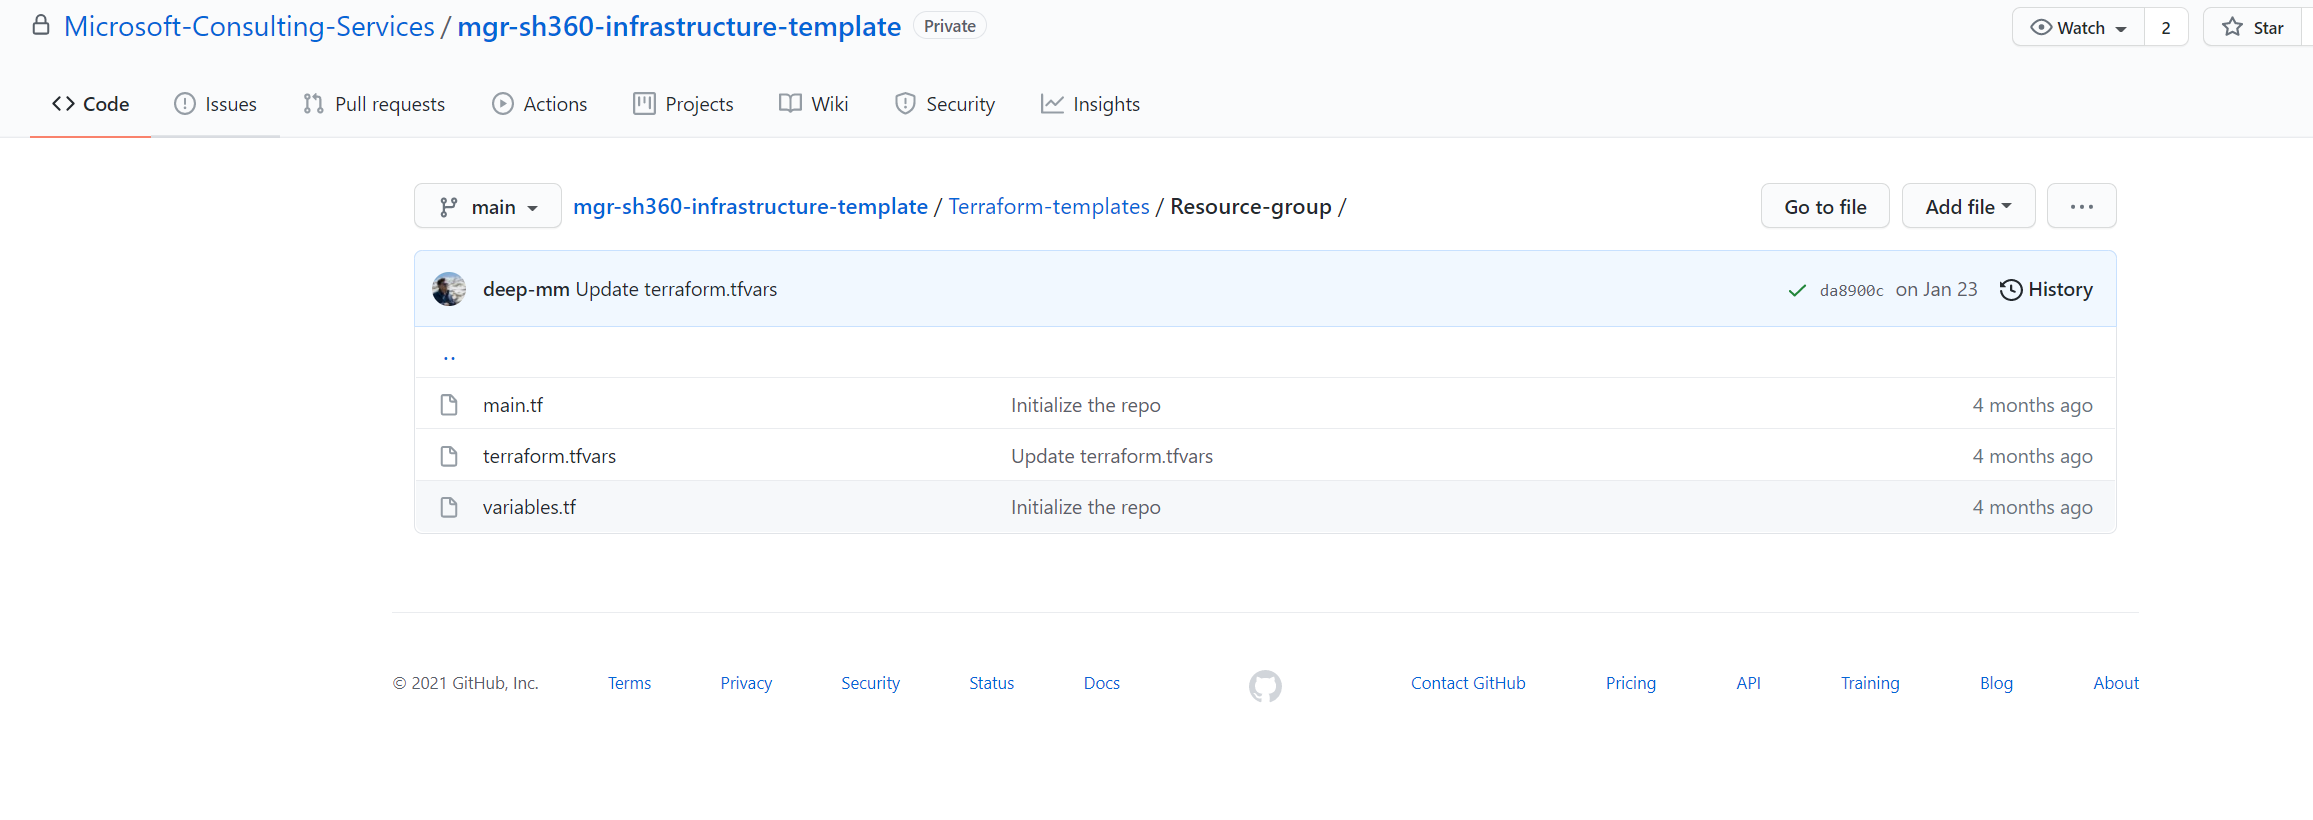 Microsoft-Consulting-Services / mgr-sh360-infrastructure-template Private Watch 2 Star
Code Issues Pull requests Actions Projects Wiki Security Insights
main mgr-sh360-infrastructure-template / Terraform-templates / Resource-group / Go to file Add file ...
deep-mm Update terraform.tfvars da8900c on Jan 23 History
..
main.tf Initialize the repo 4 months ago
terraform.tfvars Update terraform.tfvars 4 months ago
variables.tf Initialize the repo 4 months ago
© 2021 GitHub, Inc. Terms Privacy Security Status Docs Contact GitHub Pricing API Training Blog About